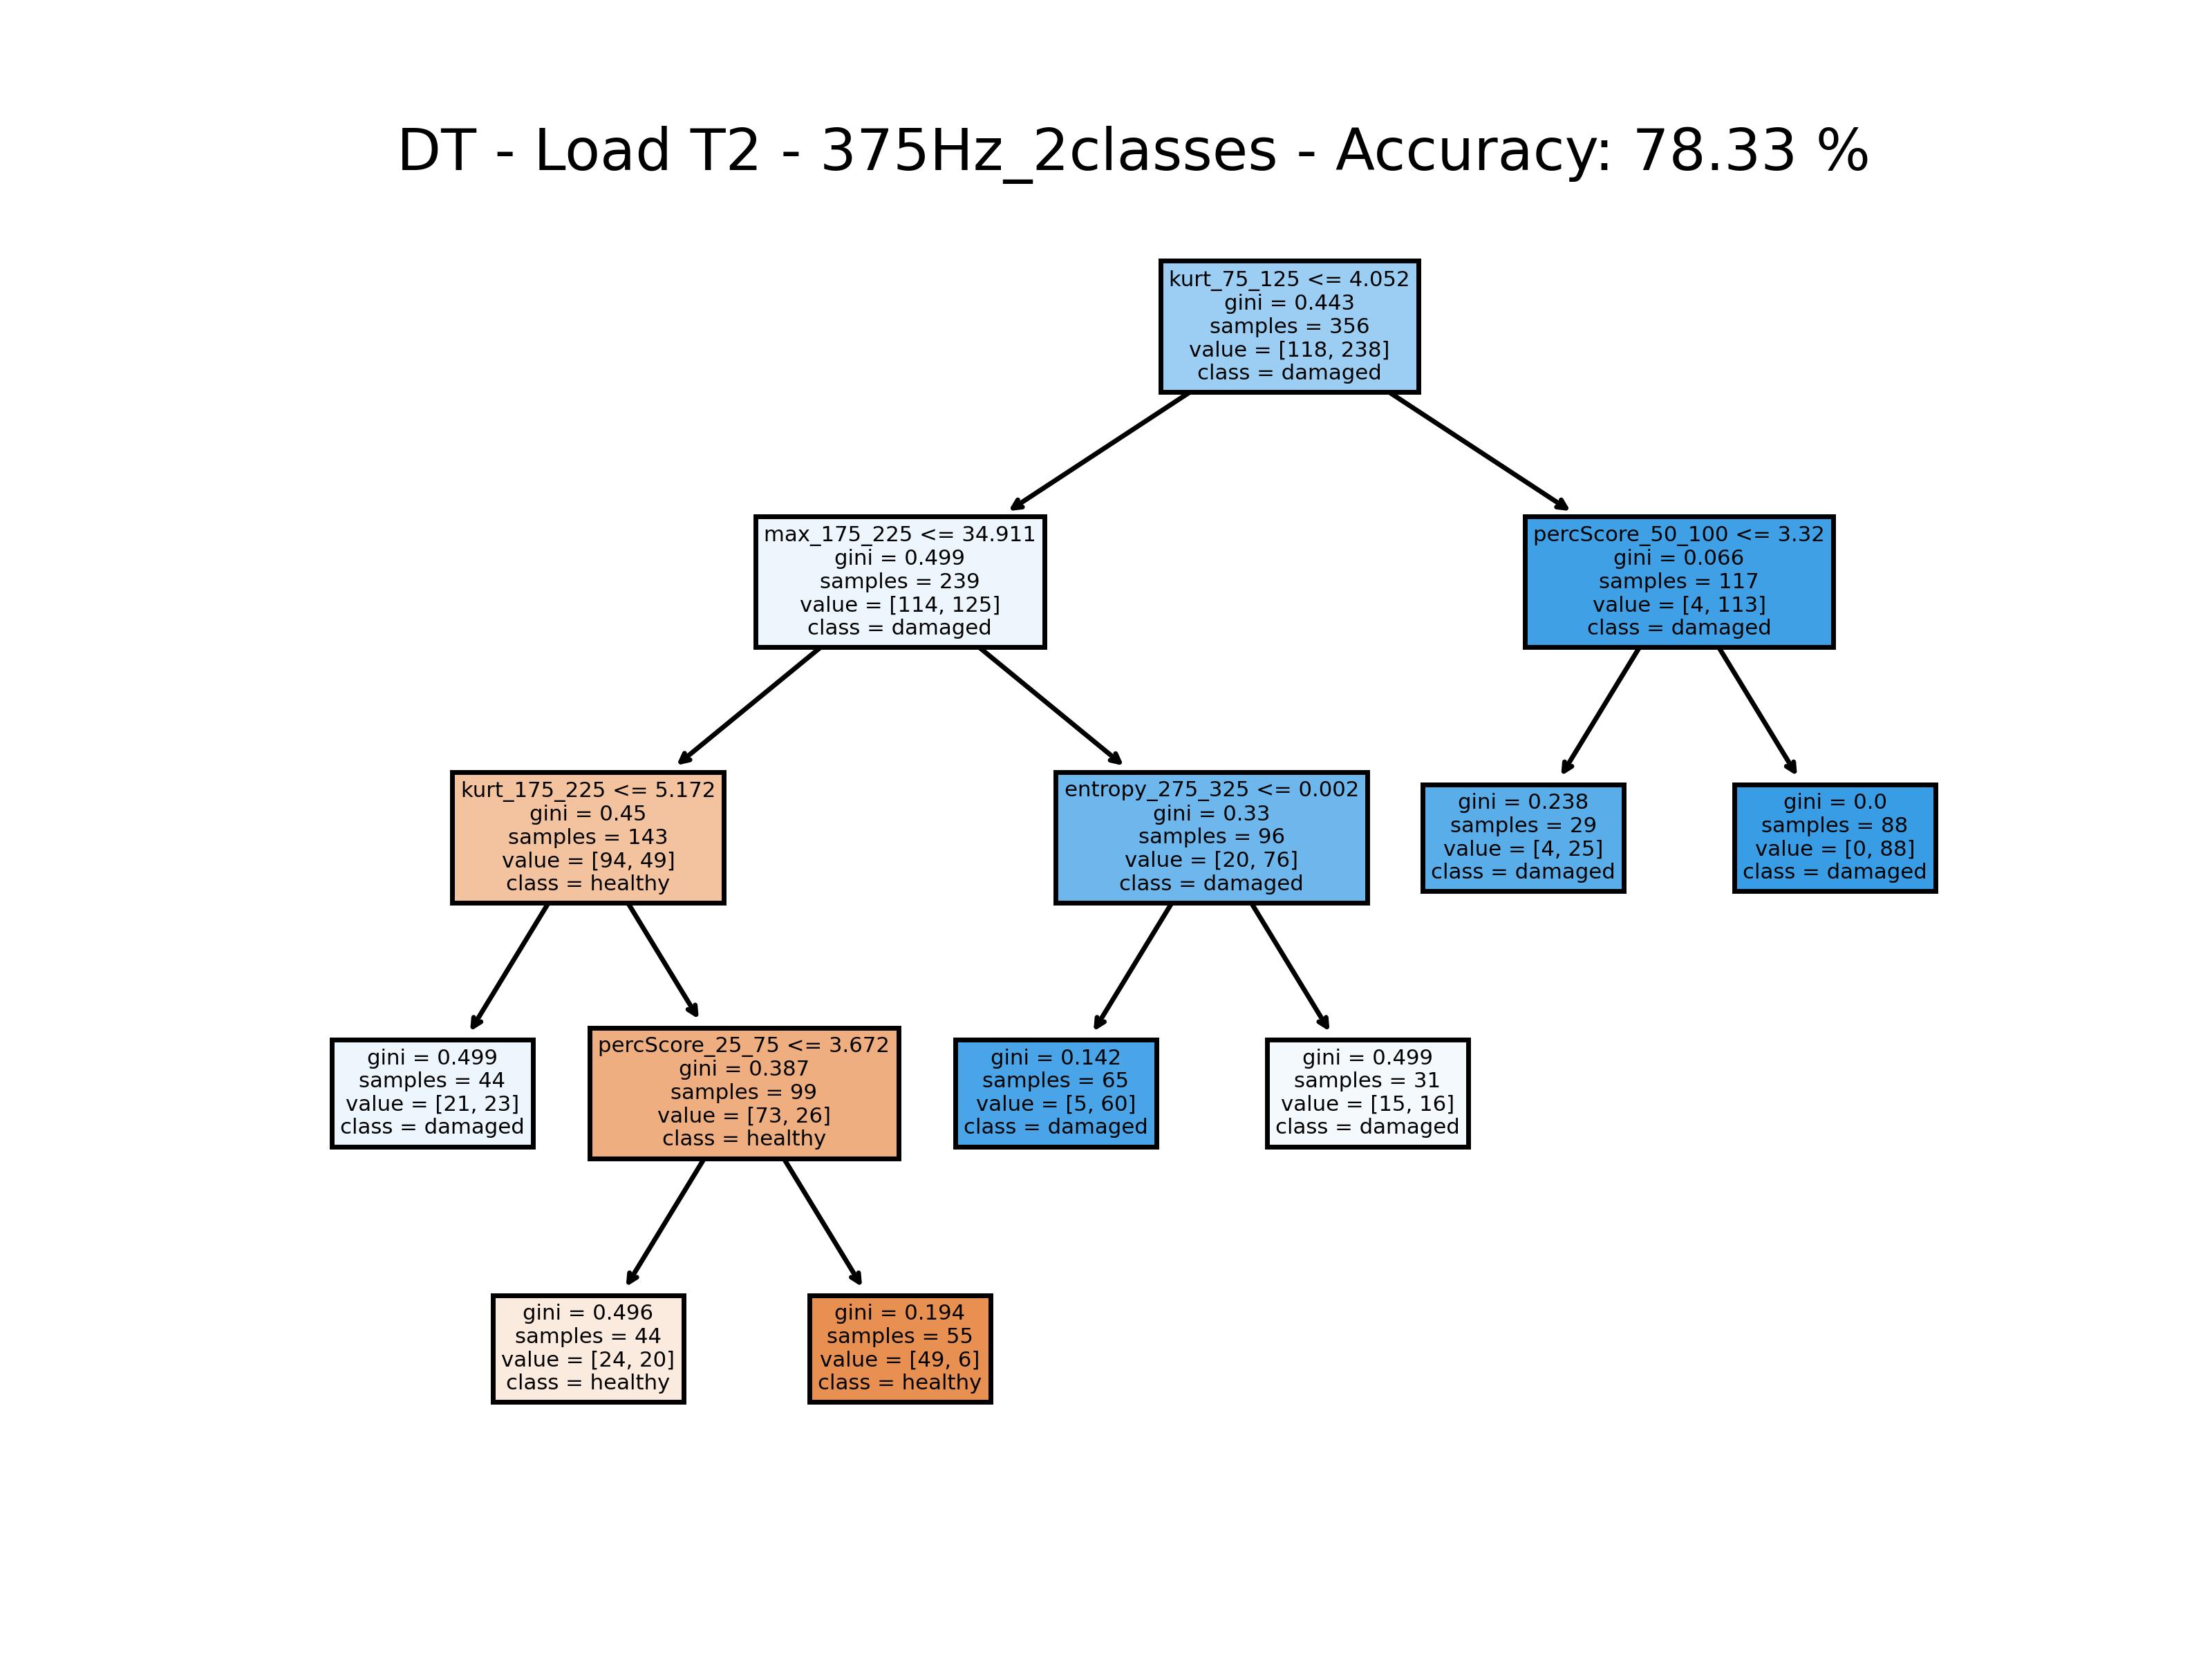 DT - Load T2 - 375Hz_2classes - Accuracy: 78.33 %
kurt_75_125 <= 4.052
gini = 0.443
samples = 356
value = [118, 238]
class = damaged
max_175_225 <= 34.911
gini = 0.499
samples = 239
value = [114, 125]
class = damaged
percScore_50_100 <= 3.32
gini = 0.066
samples = 117
value = [4, 113]
class = damaged
kurt_175_225 <= 5.172
gini = 0.45
samples = 143
value = [94, 49]
class = healthy
entropy_275_325 <= 0.002
gini = 0.33
samples = 96
value = [20, 76]
class = damaged
gini = 0.238
samples = 29
value = [4, 25]
class = damaged
gini = 0.0
samples = 88
value = [0, 88]
class = damaged
gini = 0.499
samples = 44
value = [21, 23]
class = damaged
percScore_25_75 <= 3.672
gini = 0.387
samples = 99
value = [73, 26]
class = healthy
gini = 0.142
samples = 65
value = [5, 60]
class = damaged
gini = 0.499
samples = 31
value = [15, 16]
class = damaged
gini = 0.496
samples = 44
value = [24, 20]
class = healthy
gini = 0.194
samples = 55
value = [49, 6]
class = healthy